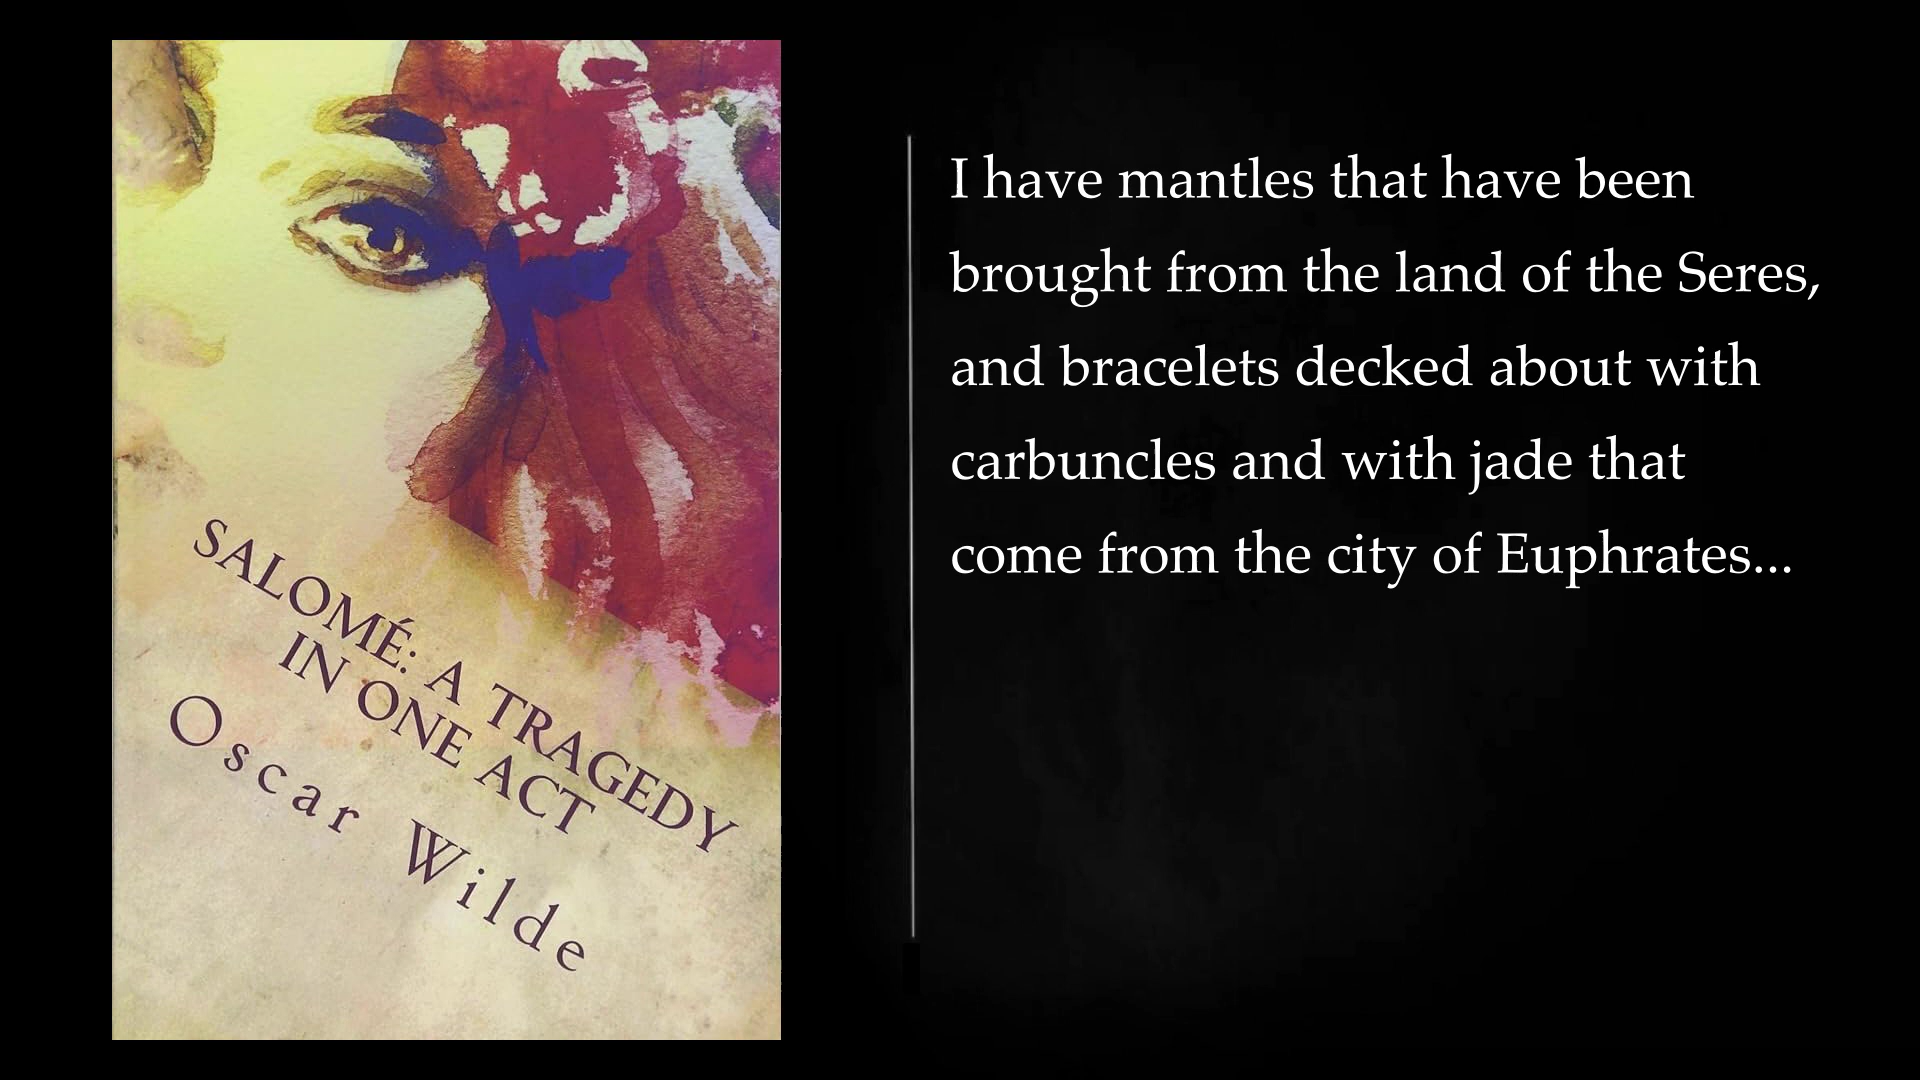 SALOMÉ: A TRAGEDY
IN ONE ACT
Oscar Wilde
I have mantles that have been
brought from the land of the Seres,
and bracelets decked about with
carbuncles and with jade that
come from the city of Euphrates...